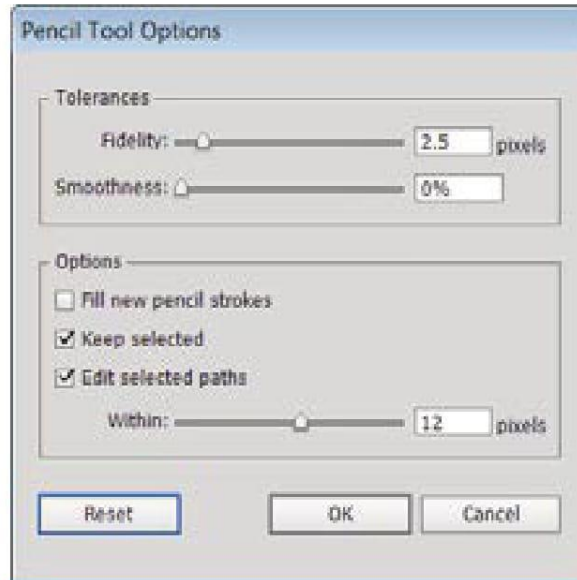 Pencil Tool Options
Tolerances
Fidelity: 2.5 pixels
Smoothness: 0%
Options
Fill new pencil strokes
Keep selected
Edit selected paths
Within: 12 pixels
Reset OK Cancel